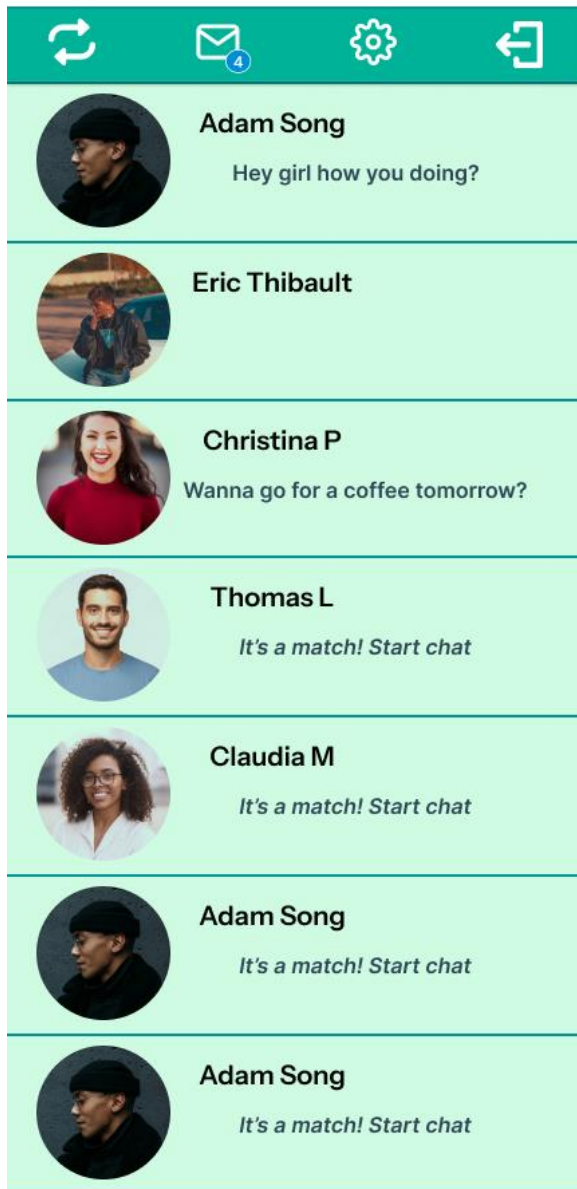 4
Adam Song
Hey girl how you doing?
Eric Thibault
Christina P
Wanna go for a coffee tomorrow?
Thomas L
It's a match! Start chat
Claudia M
It's a match! Start chat
Adam Song
It's a match! Start chat
Adam Song
It's a match! Start chat